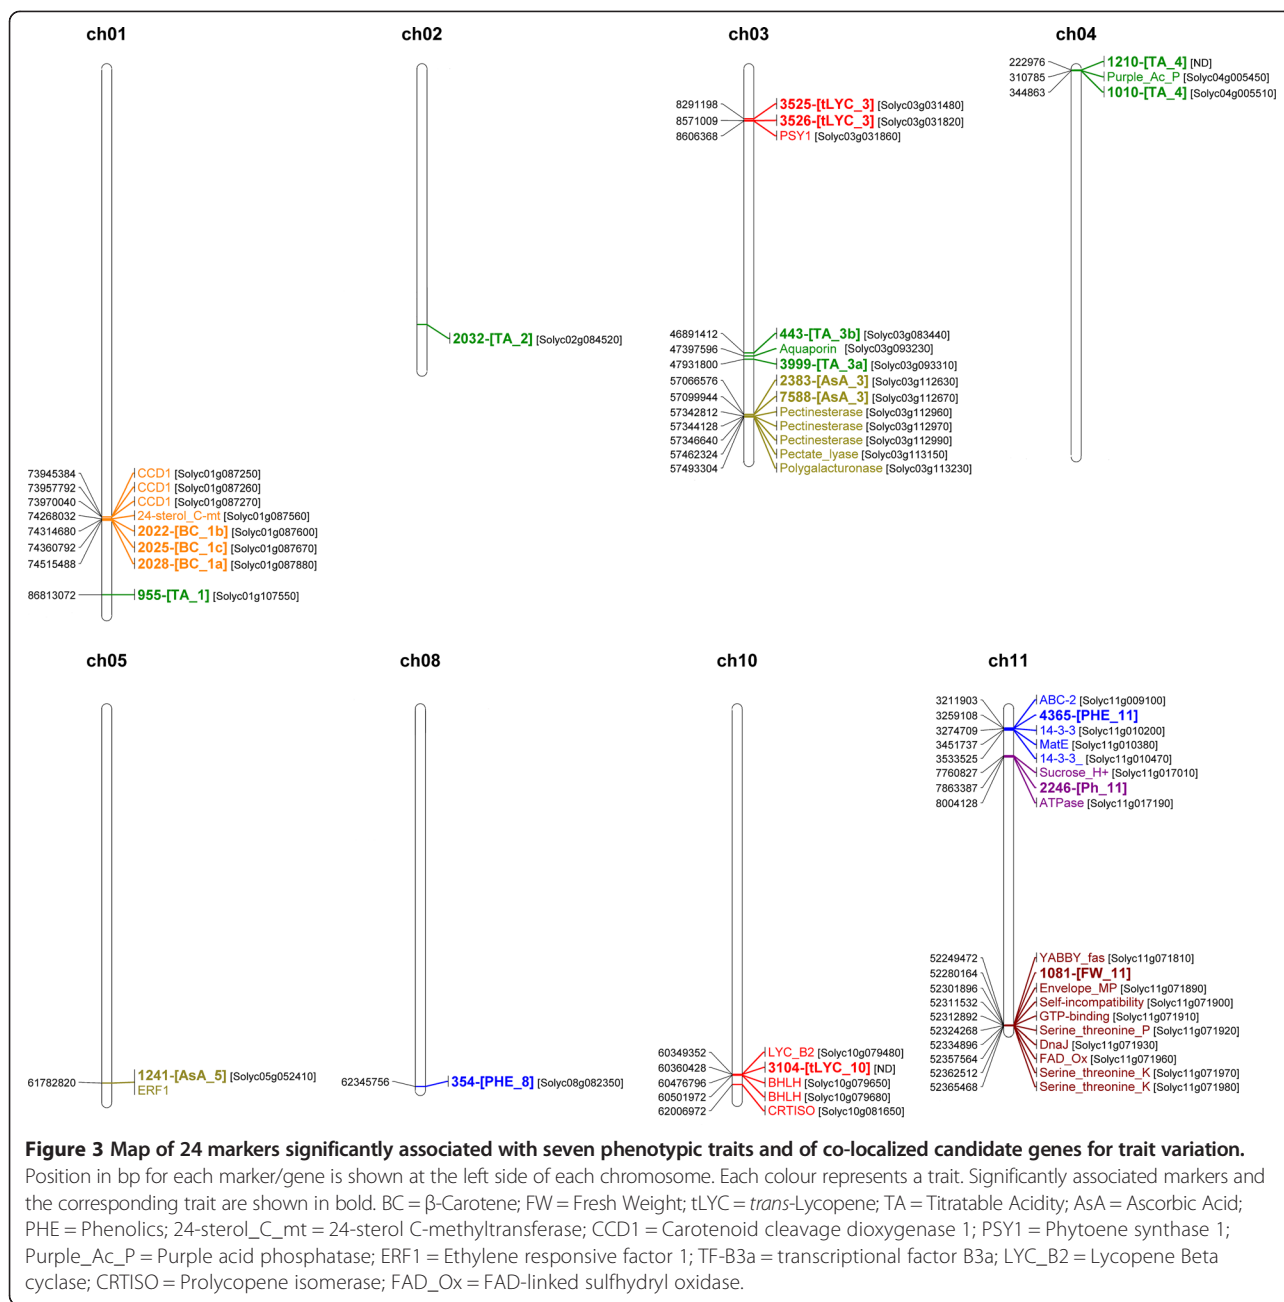 ch01
73945384 CCD1 [Solyc01g087250]
73957792 CCD1 [Solyc01g087260]
73970040 CCD1 [Solyc01g087270]
74268032 24-sterol_C-mt [Solyc01g087560]
74314680 2022-[BC_1b] [Solyc01g087600]
74360792 2025-[BC_1c] [Solyc01g087670]
74515488 2028-[BC_1a] [Solyc01g087880]
86813072 955-[TA_1] [Solyc01g107550]
ch02
2032-[TA_2] [Solyc02g084520]
ch03
8291198 3525-[tLYC_3] [Solyc03g031480]
8571009 3526-[tLYC_3] [Solyc03g031820]
8606368 PSY1 [Solyc03g031860]
46891412 443-[TA_3b] [Solyc03g083440]
47397596 Aquaporin [Solyc03g093230]
47931800 3999-[TA_3a] [Solyc03g093310]
57066576 2383-[AsA_3] [Solyc03g112630]
57099944 7588-[AsA_3] [Solyc03g112670]
57342812 Pectinesterase [Solyc03g112960]
57344128 Pectinesterase [Solyc03g112970]
57346640 Pectinesterase [Solyc03g112990]
57462324 Pectate_lyase [Solyc03g113150]
57493304 Polygalacturonase [Solyc03g113230]
ch04
222976 1210-[TA_4] [ND]
310785 Purple_Ac_P [Solyc04g005450]
344863 1010-[TA_4] [Solyc04g005510]
ch05
61782820 1241-[AsA_5] [Solyc05g052410]
ERF1
ch08
62345756 354-[PHE_8] [Solyc08g082350]
ch10
60349352 LYC_B2 [Solyc10g079480]
60360428 3104-[tLYC_10] [ND]
60476796 BHLH [Solyc10g079650]
60501972 BHLH [Solyc10g079680]
62006972 CRTISO [Solyc10g081650]
ch11
3211903 ABC-2 [Solyc11g009100]
3259108 4365-[PHE_11]
3274709 14-3-3 [Solyc11g010200]
3451737 MatE [Solyc11g010380]
3533525 14-3-3_ [Solyc11g010470]
7760827 Sucrose_H+ [Solyc11g017010]
7863387 2246-[Ph_11]
8004128 ATPase [Solyc11g017190]
52249472 YABBY_fas [Solyc11g071810]
52280164 1081-[FW_11]
52301896 Envelope_MP [Solyc11g071890]
52311532 Self-incompatibility [Solyc11g071900]
52312892 GTP-binding [Solyc11g071910]
52324268 Serine_threonine_P [Solyc11g071920]
52334896 DnaJ [Solyc11g071930]
52357564 FAD_Ox [Solyc11g071960]
52362512 Serine_threonine_K [Solyc11g071970]
52365468 Serine_threonine_K [Solyc11g071980]
Figure 3 Map of 24 markers significantly associated with seven phenotypic traits and of co-localized candidate genes for trait variation.
Position in bp for each marker/gene is shown at the left side of each chromosome. Each colour represents a trait. Significantly associated markers and
the corresponding trait are shown in bold. BC = β-Carotene; FW = Fresh Weight; tLYC = trans-Lycopene; TA = Titratable Acidity; AsA = Ascorbic Acid;
PHE = Phenolics; 24-sterol_C_mt = 24-sterol C-methyltransferase; CCD1 = Carotenoid cleavage dioxygenase 1; PSY1 = Phytoene synthase 1;
Purple_Ac_P = Purple acid phosphatase; ERF1 = Ethylene responsive factor 1; TF-B3a = transcriptional factor B3a; LYC_B2 = Lycopene Beta
cyclase; CRTISO = Prolycopene isomerase; FAD_Ox = FAD-linked sulfhydryl oxidase.